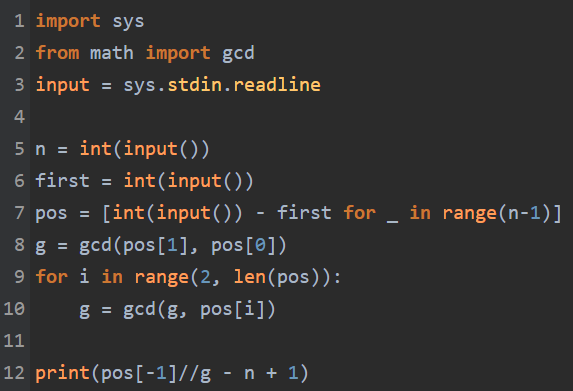 1 import sys
2 from math import gcd
3 input = sys.stdin.readline
4
5 n = int(input())
6 first = int(input())
7 pos = [int(input()) - first for _ in range(n-1)]
8 g = gcd(pos[1], pos[0])
9 for i in range(2, len(pos)):
10     g = gcd(g, pos[i])
11
12 print(pos[-1]//g - n + 1)